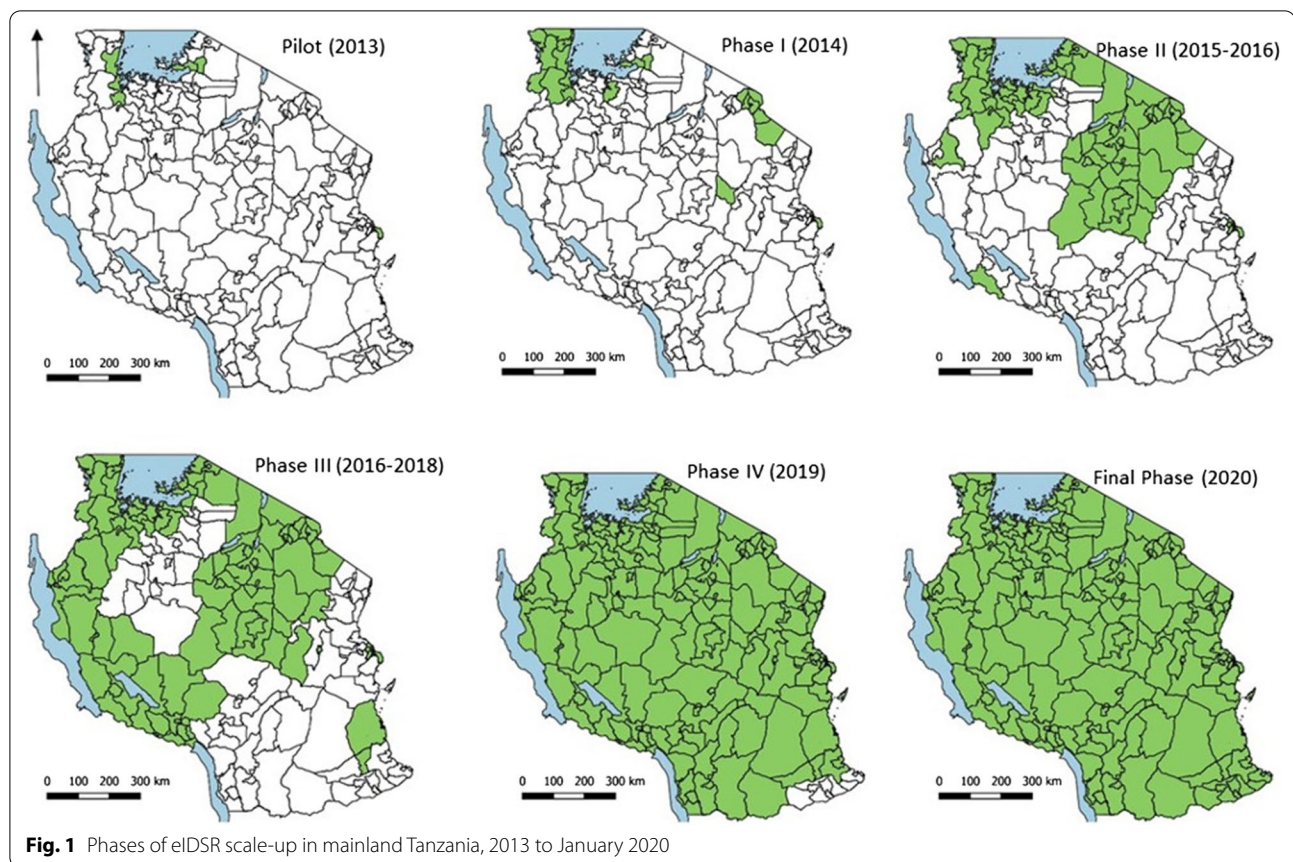 Pilot (2013)
Phase I (2014)
Phase II (2015-2016)
0 100 200 300 km
0 100 200 300 km
0 100 200 300 km
Phase III (2016-2018)
Phase IV (2019)
Final Phase (2020)
0 100 200 300 km
0 100 200 300 km
0 100 200 300 km
Fig. 1 Phases of eIDSR scale-up in mainland Tanzania, 2013 to January 2020